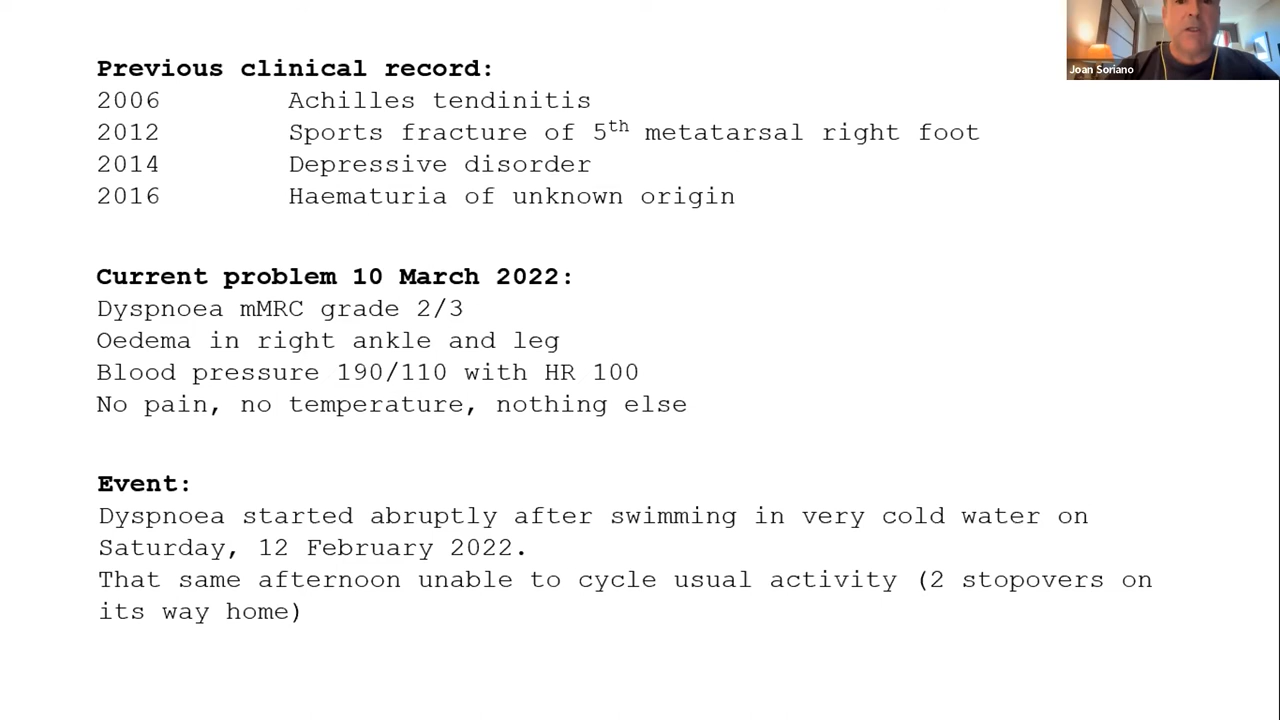 Joan Soriano
Previous clinical record:
2006 Achilles tendinitis
2012 Sports fracture of 5th metatarsal right foot
2014 Depressive disorder
2016 Haematuria of unknown origin
Current problem 10 March 2022:
Dyspnoea mMRC grade 2/3
Oedema in right ankle and leg
Blood pressure 190/110 with HR 100
No pain, no temperature, nothing else
Event:
Dyspnoea started abruptly after swimming in very cold water on
Saturday, 12 February 2022.
That same afternoon unable to cycle usual activity (2 stopovers on
its way home)